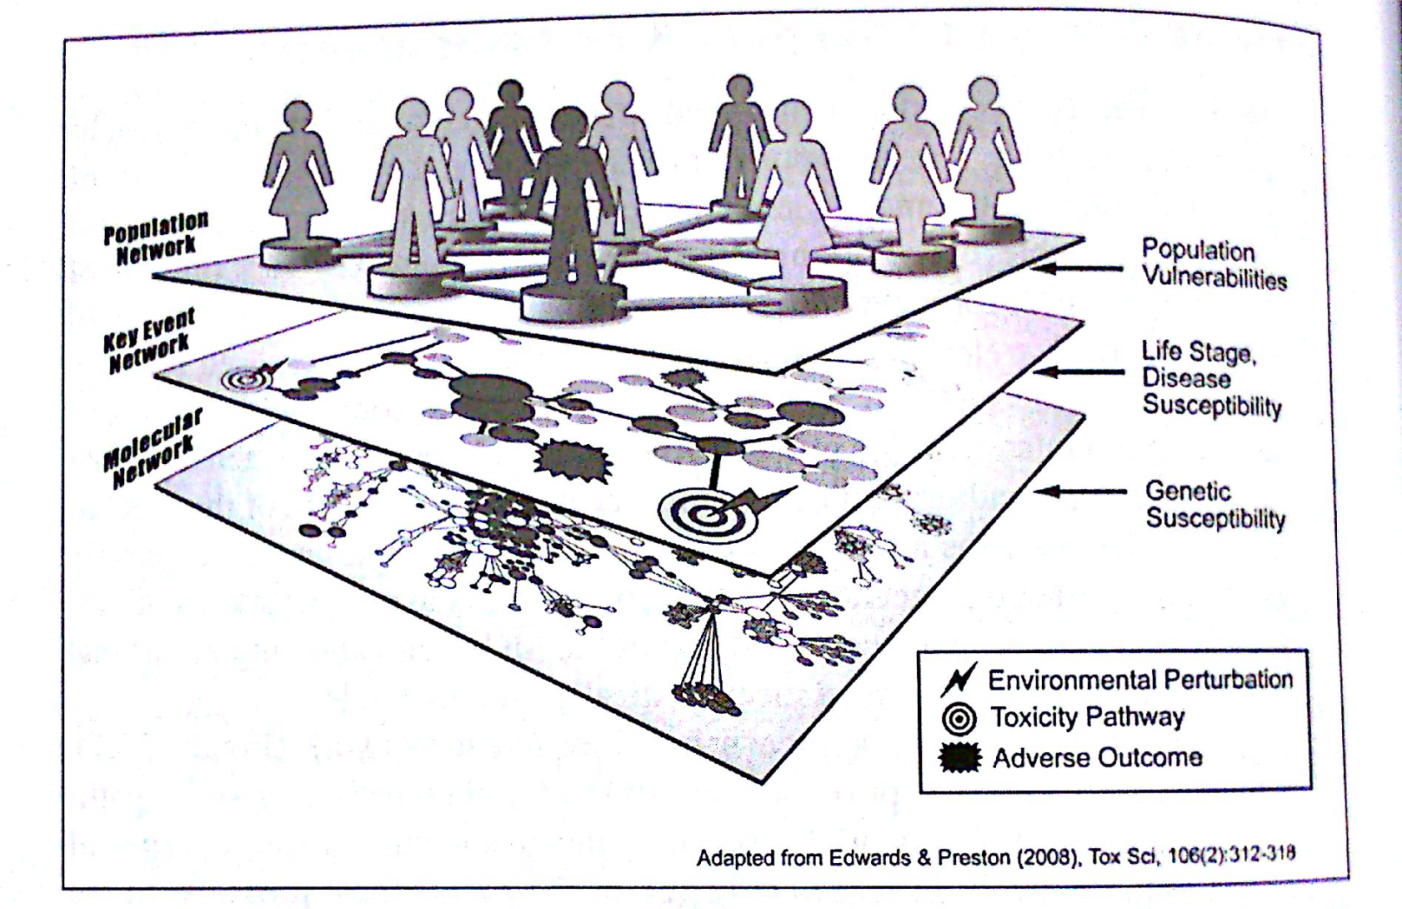 Population
Network
Key Event
Network
Molecular
Network
Population
Vulnerabilities
Life Stage,
Disease
Susceptibility
Genetic
Susceptibility
Environmental Perturbation
Toxicity Pathway
Adverse Outcome
Adapted from Edwards & Preston (2008), Tox Sci, 106(2):312-318